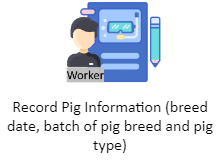 Worker
Record Pig Information (breed
date, batch of pig breed and pig
type)